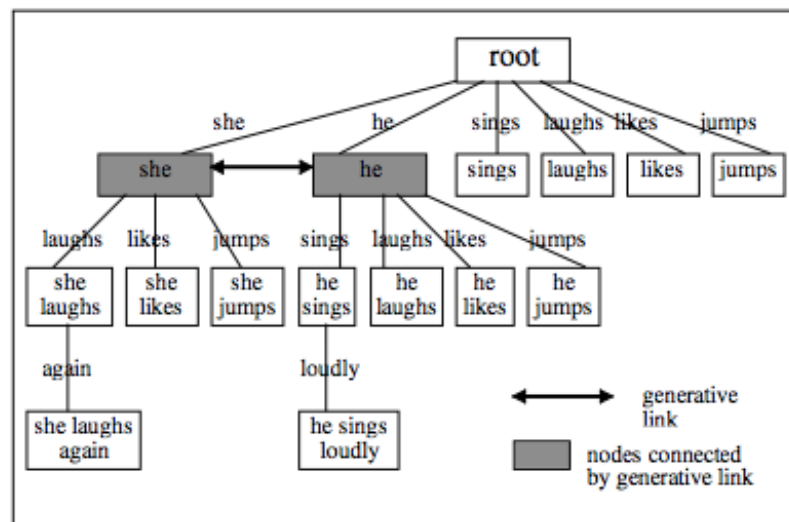 root
she
he
sings
laughs
likes
jumps
she
he
sings
laughs
likes
jumps
laughs
likes
jumps
sings
laughs
likes
jumps
she
laughs
she
likes
she
jumps
he
sings
he
laughs
he
likes
he
jumps
again
loudly
she laughs
again
he sings
loudly
generative
link
nodes connected
by generative link